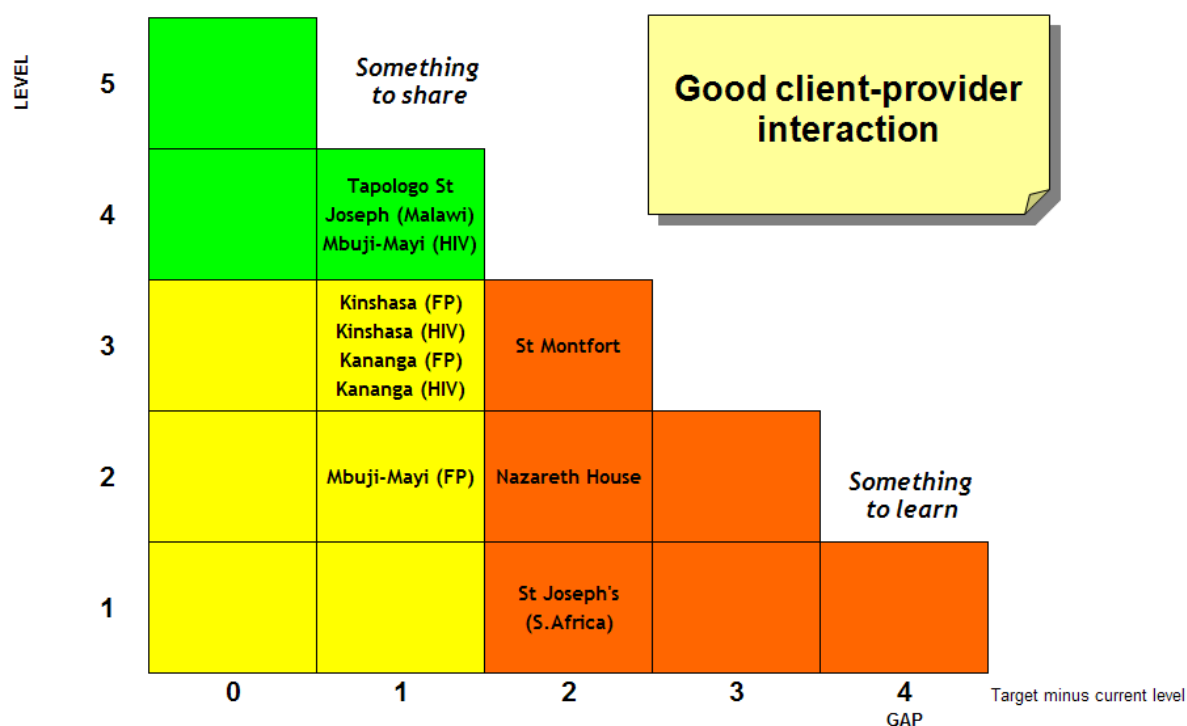 LEVEL
5
Something
to share
Good client-provider
interaction
4
Tapologo St
Joseph (Malawi)
Mbuji-Mayi (HIV)
3
Kinshasa (FP)
Kinshasa (HIV)
Kananga (FP)
Kananga (HIV)
St Montfort
2
Mbuji-Mayi (FP)
Nazareth House
Something
to learn
1
St Joseph's
(S.Africa)
0 1 2 3 4 Target minus current level
GAP